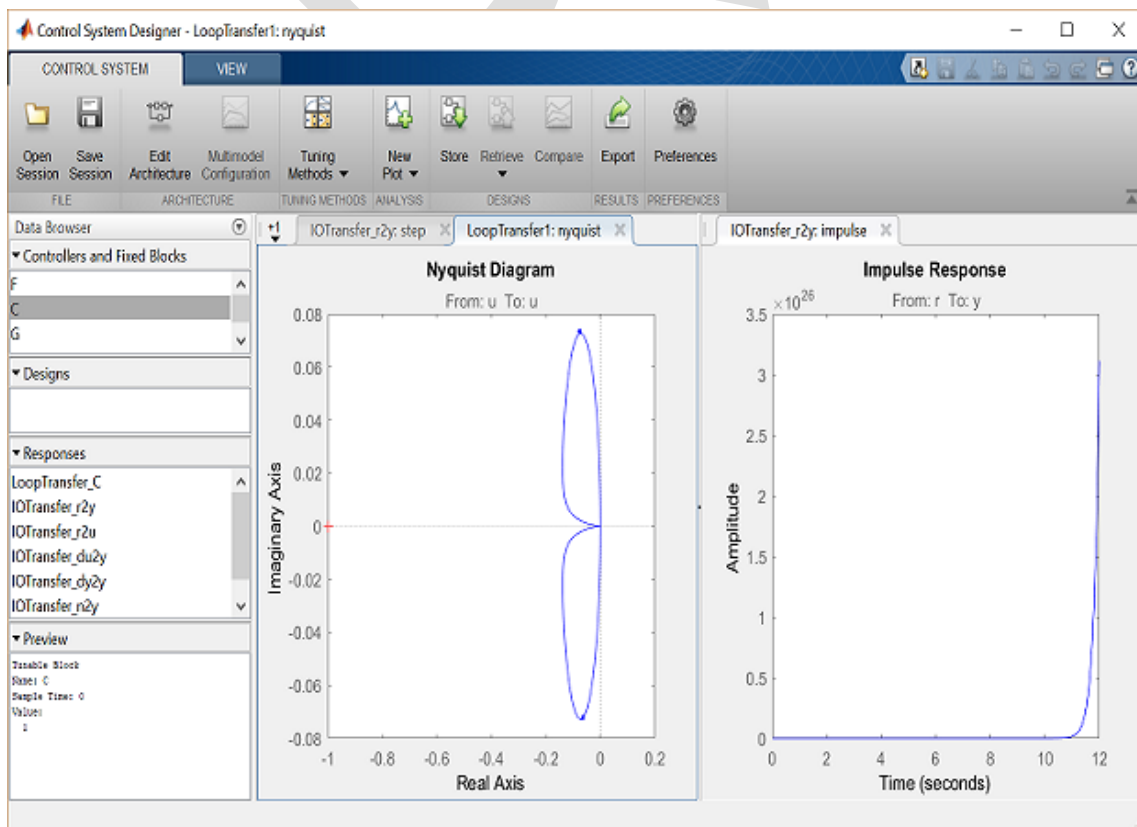 Control System Designer - LoopTransfer1: nyquist
CONTROL SYSTEM
VIEW
Open Session
Save Session
Edit Architecture
Multimodel Configuration
Tuning Methods
New Plot
Store
Retrieve
Compare
Export
Preferences
FILE
ARCHITECTURE
TUNING METHODS
ANALYSIS
DESIGNS
RESULTS
PREFERENCES
Data Browser
Controllers and Fixed Blocks
F
C
G
Designs
Responses
LoopTransfer_C
IOTransfer_r2y
IOTransfer_r2u
IOTransfer_du2y
IOTransfer_dy2y
IOTransfer_n2y
Preview
Tunable Block
Name: C
Sample Time: 0
Value:
1
IOTransfer_r2y: step
LoopTransfer1: nyquist
Nyquist Diagram
From: u To: u
0.08
0.06
0.04
0.02
0
-0.02
-0.04
-0.06
-0.08
Imaginary Axis
-1 -0.8 -0.6 -0.4 -0.2 0 0.2
Real Axis
IOTransfer_r2y: impulse
Impulse Response
×10^26
From: r To: y
3.5
3
2.5
2
1.5
1
0.5
0
Amplitude
0 2 4 6 8 10 12
Time (seconds)